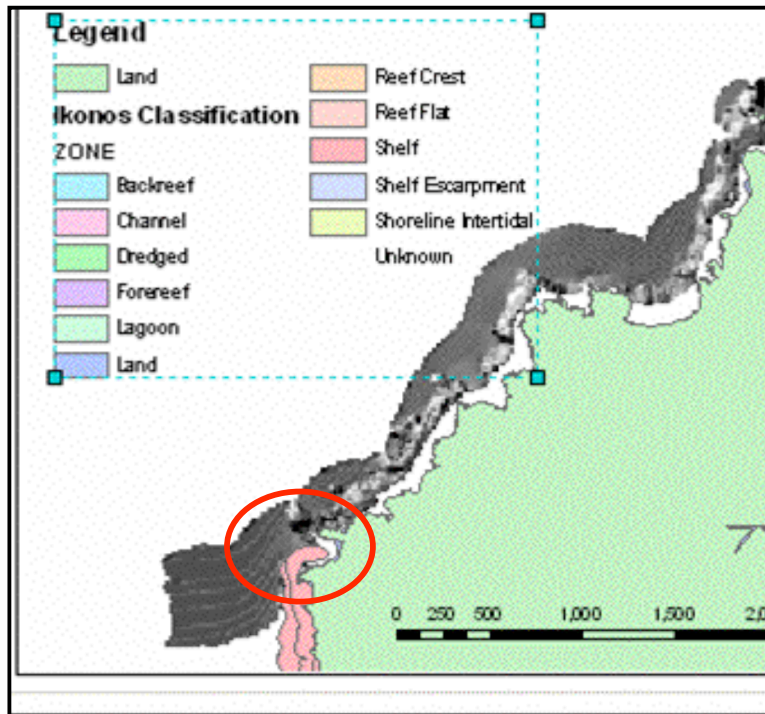 Legend
Land
Ikonos Classification
ZONE
Backreef
Channel
Dredged
Forereef
Lagoon
Land
Reef Crest
Reef Flat
Shelf
Shelf Escarpment
Shoreline Intertidal
Unknown
0 250 500 1,000 1,500